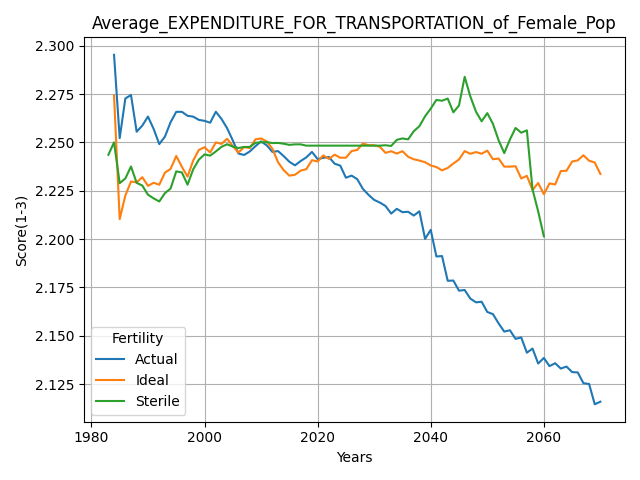 Average_EXPENDITURE_FOR_TRANSPORTATION_of_Female_Pop
Score(1-3)
2.300
2.275
2.250
2.225
2.200
2.175
2.150
2.125
Fertility
Actual
Ideal
Sterile
1980 2000 2020 2040 2060
Years